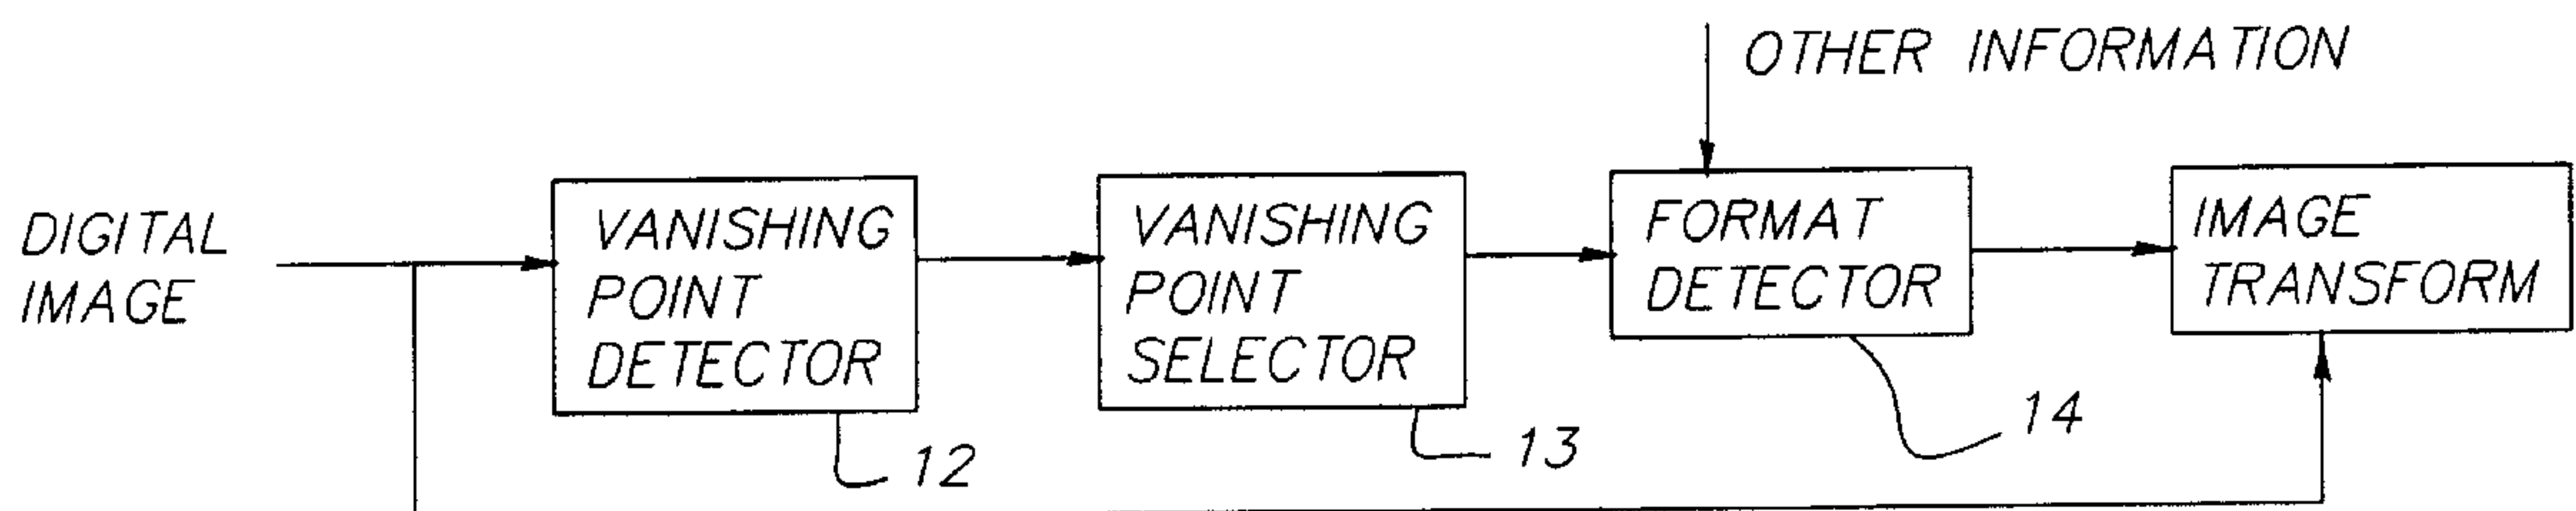 OTHER INFORMATION
DIGITAL
IMAGE
VANISHING
POINT
DETECTOR
VANISHING
POINT
SELECTOR
FORMAT
DETECTOR
IMAGE
TRANSFORM
12
13
14